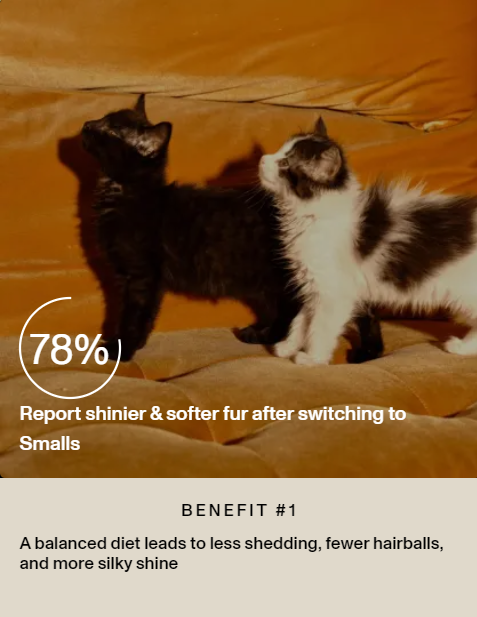 78%
Report shinier & softer fur after switching to
Smalls
BENEFIT #1
A balanced diet leads to less shedding, fewer hairballs,
and more silky shine